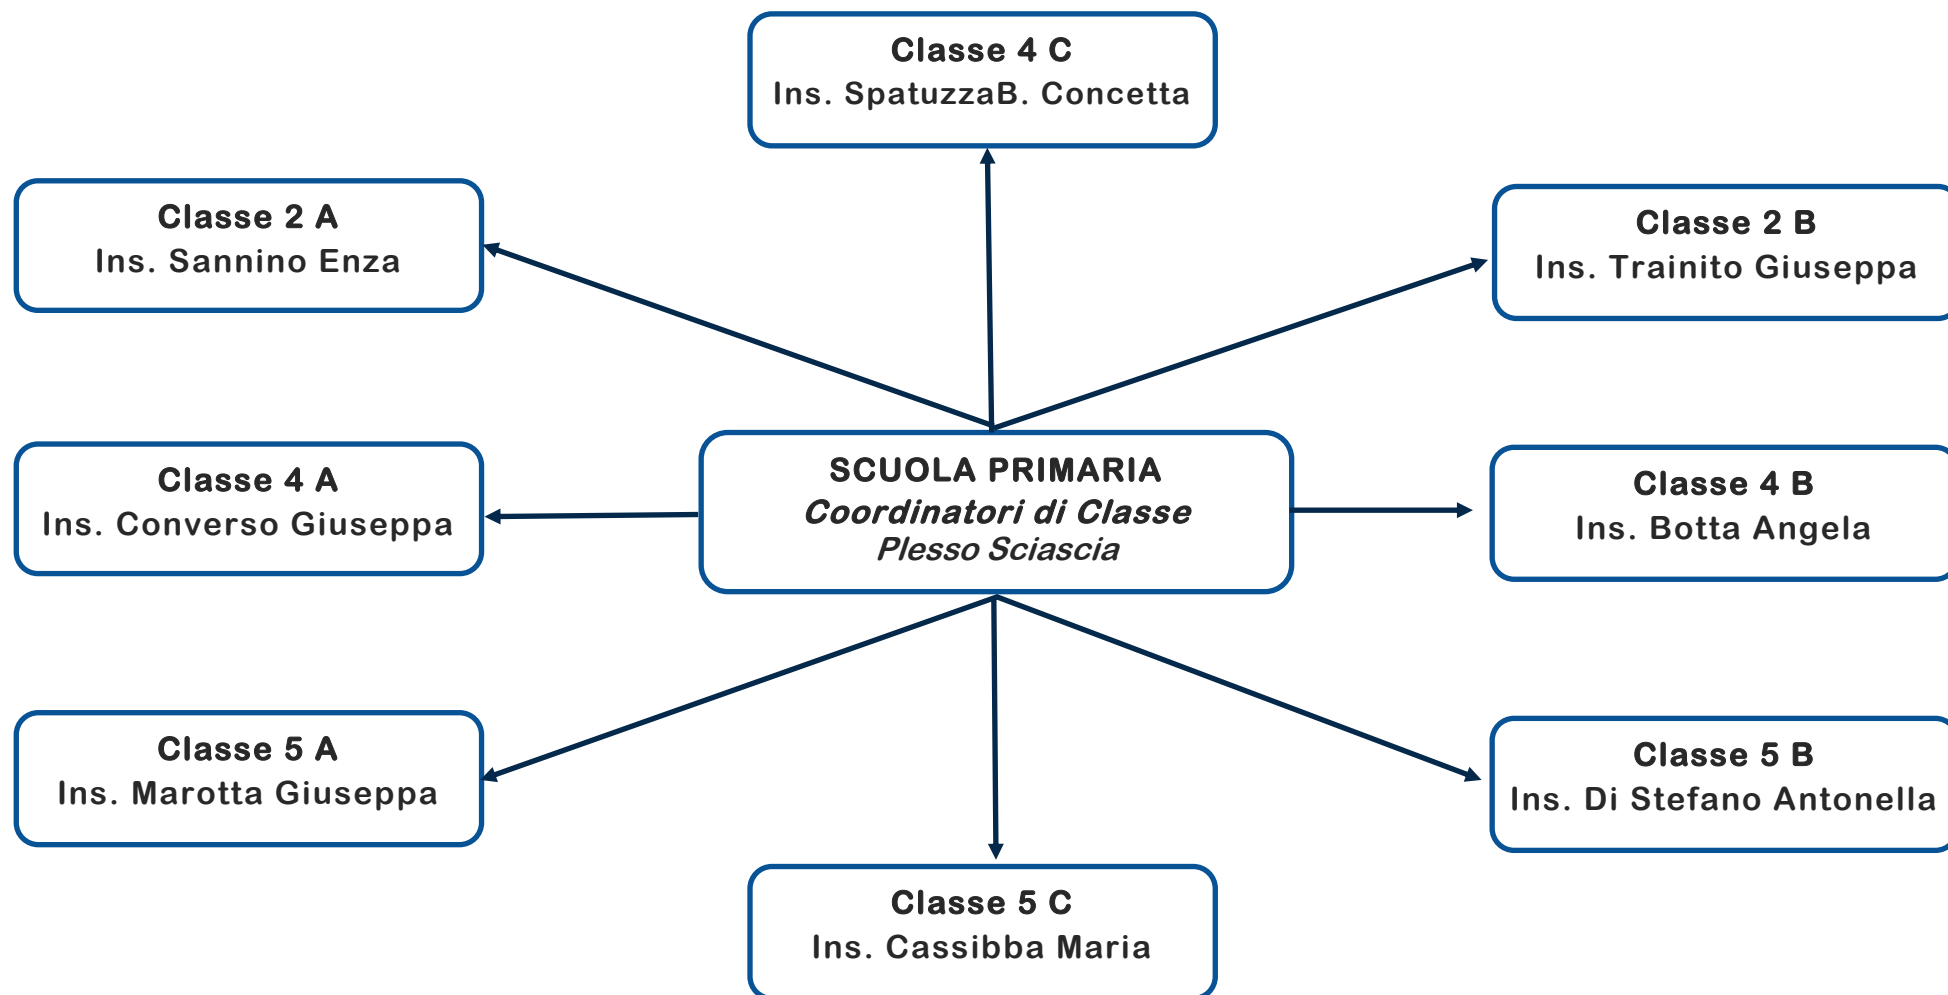 Classe 4 C
Ins. SpatuzzaB. Concetta
Classe 2 A
Ins. Sannino Enza
Classe 2 B
Ins. Trainito Giuseppa
SCUOLA PRIMARIA
Coordinatori di Classe
Plesso Sciascia
Classe 4 A
Ins. Converso Giuseppa
Classe 4 B
Ins. Botta Angela
Classe 5 A
Ins. Marotta Giuseppa
Classe 5 B
Ins. Di Stefano Antonella
Classe 5 C
Ins. Cassibba Maria